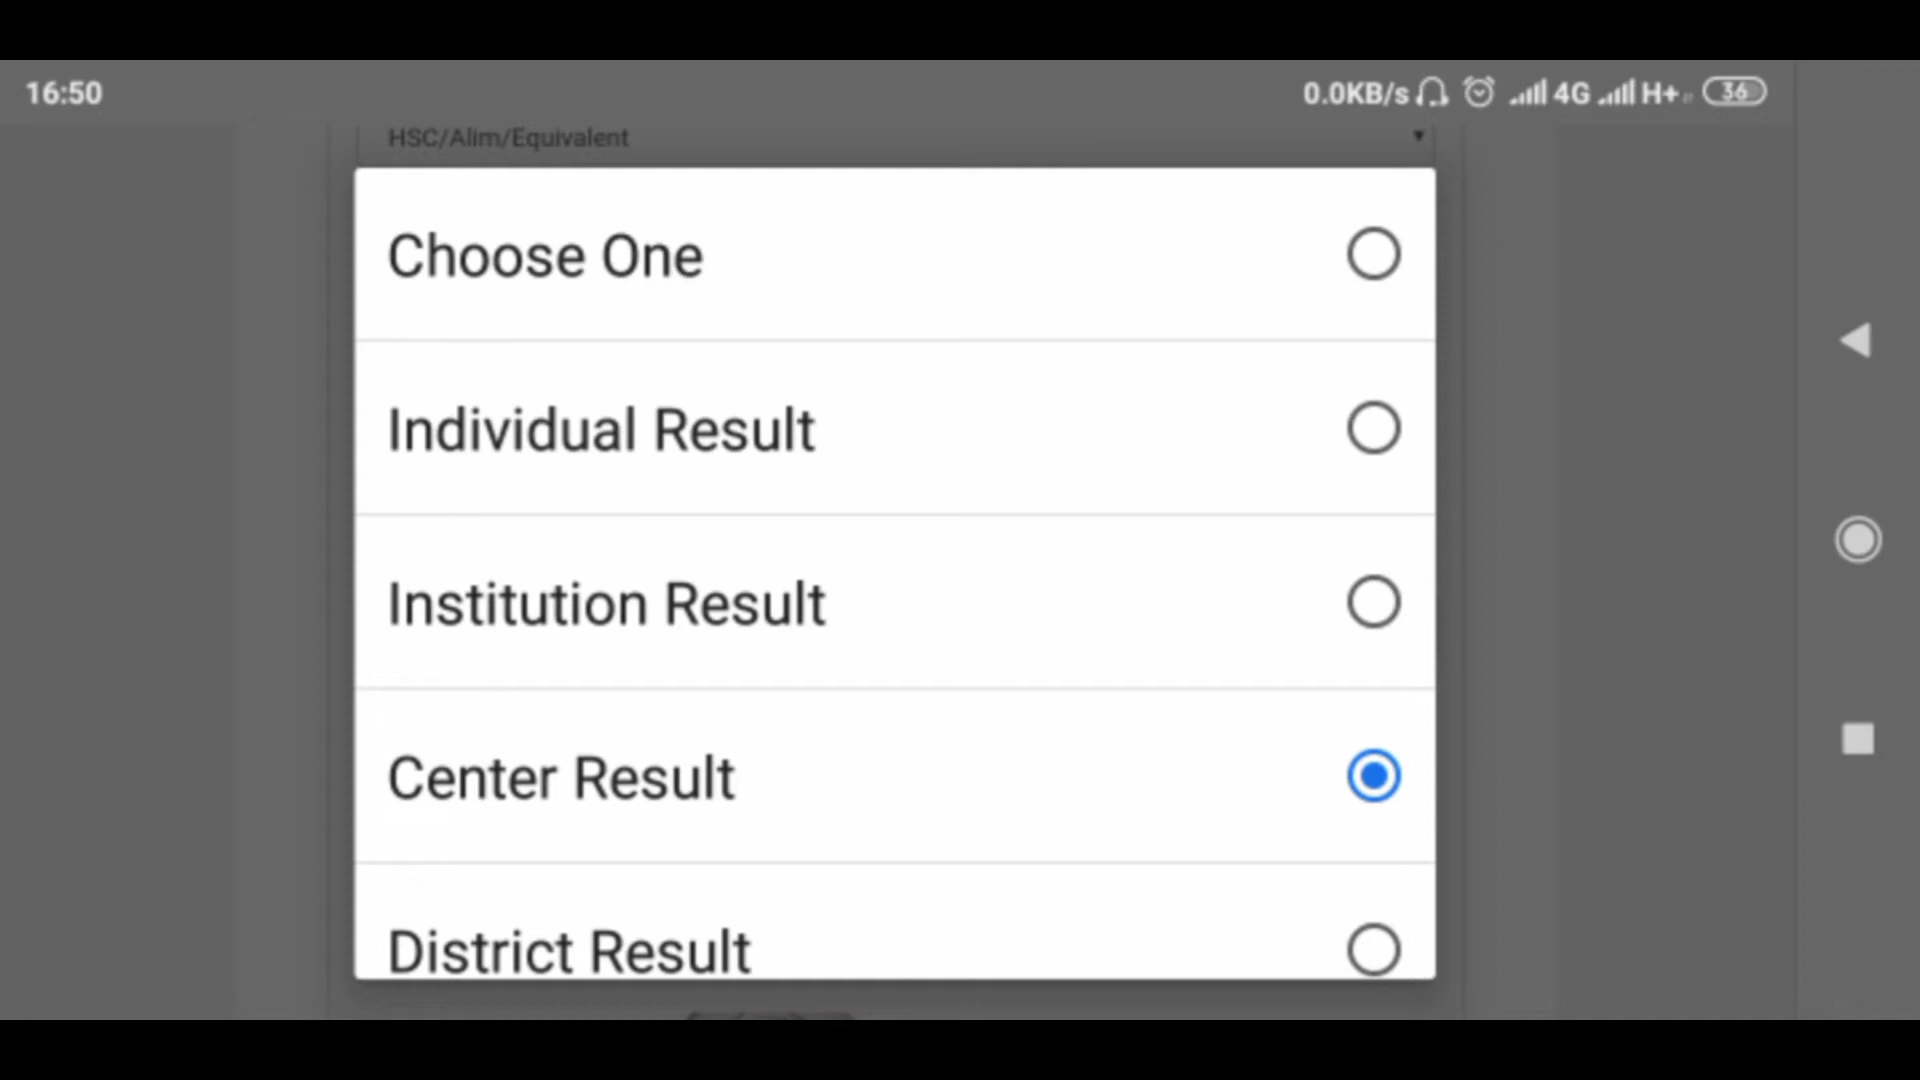 16:50
0.0KB/s 4G H+ 36
HSC/Alim/Equivalent
Choose One
Individual Result
Institution Result
Center Result
District Result